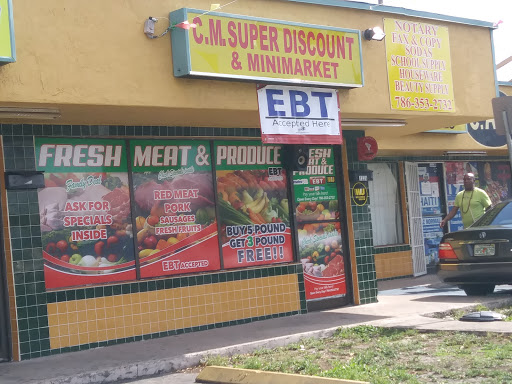 C.M. SUPER DISCOUNT
& MINIMARKET
NOTARY
FAX & COPY
SODAS
SCHOOL SUPPLY
HOUSEWARE
BEAUTY SUPPLY
786-353-2732
EBT
Accepted Here
FRESH MEAT & PRODUCE
EBT
ASK FOR
SPECIALS
INSIDE
RED MEAT
PORK
SAUSAGES
FRESH FRUITS
EBT ACCEPTED
BUY 5 POUND
GET 3 POUND
FREE!!
FRESH
MEAT &
PRODUCE
EBT
HAITI